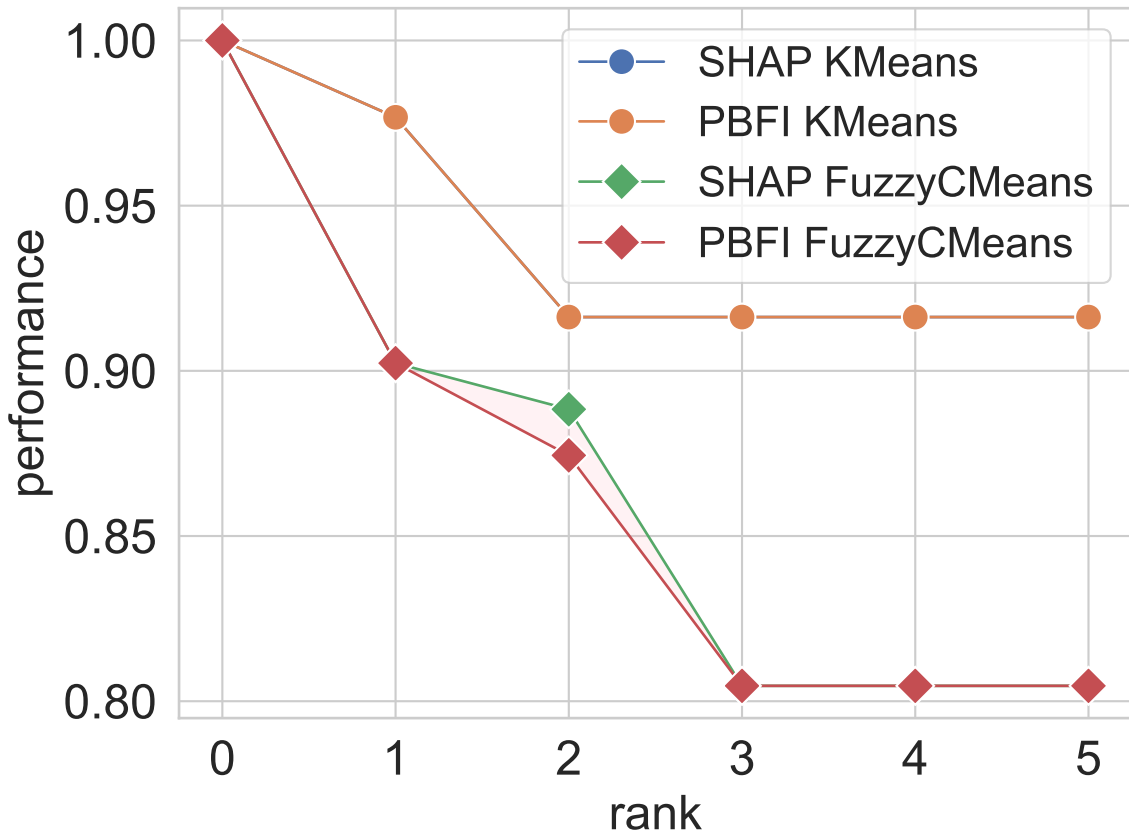 1.00
0.95
0.90
0.85
0.80
performance
SHAP KMeans
PBFI KMeans
SHAP FuzzyCMeans
PBFI FuzzyCMeans
0 1 2 3 4 5
rank